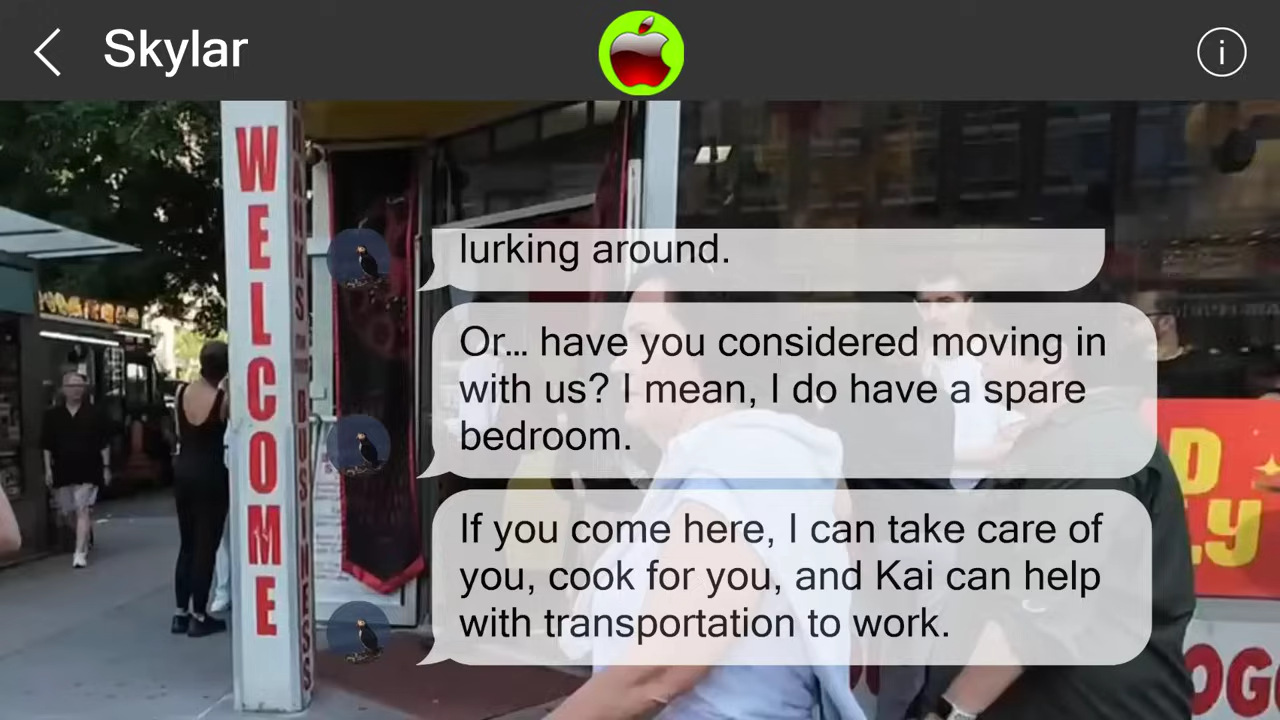 Skylar
i
WELCOME
BUSINESS
lurking around.
Or… have you considered moving in
with us? I mean, I do have a spare
bedroom.
If you come here, I can take care of
you, cook for you, and Kai can help
with transportation to work.